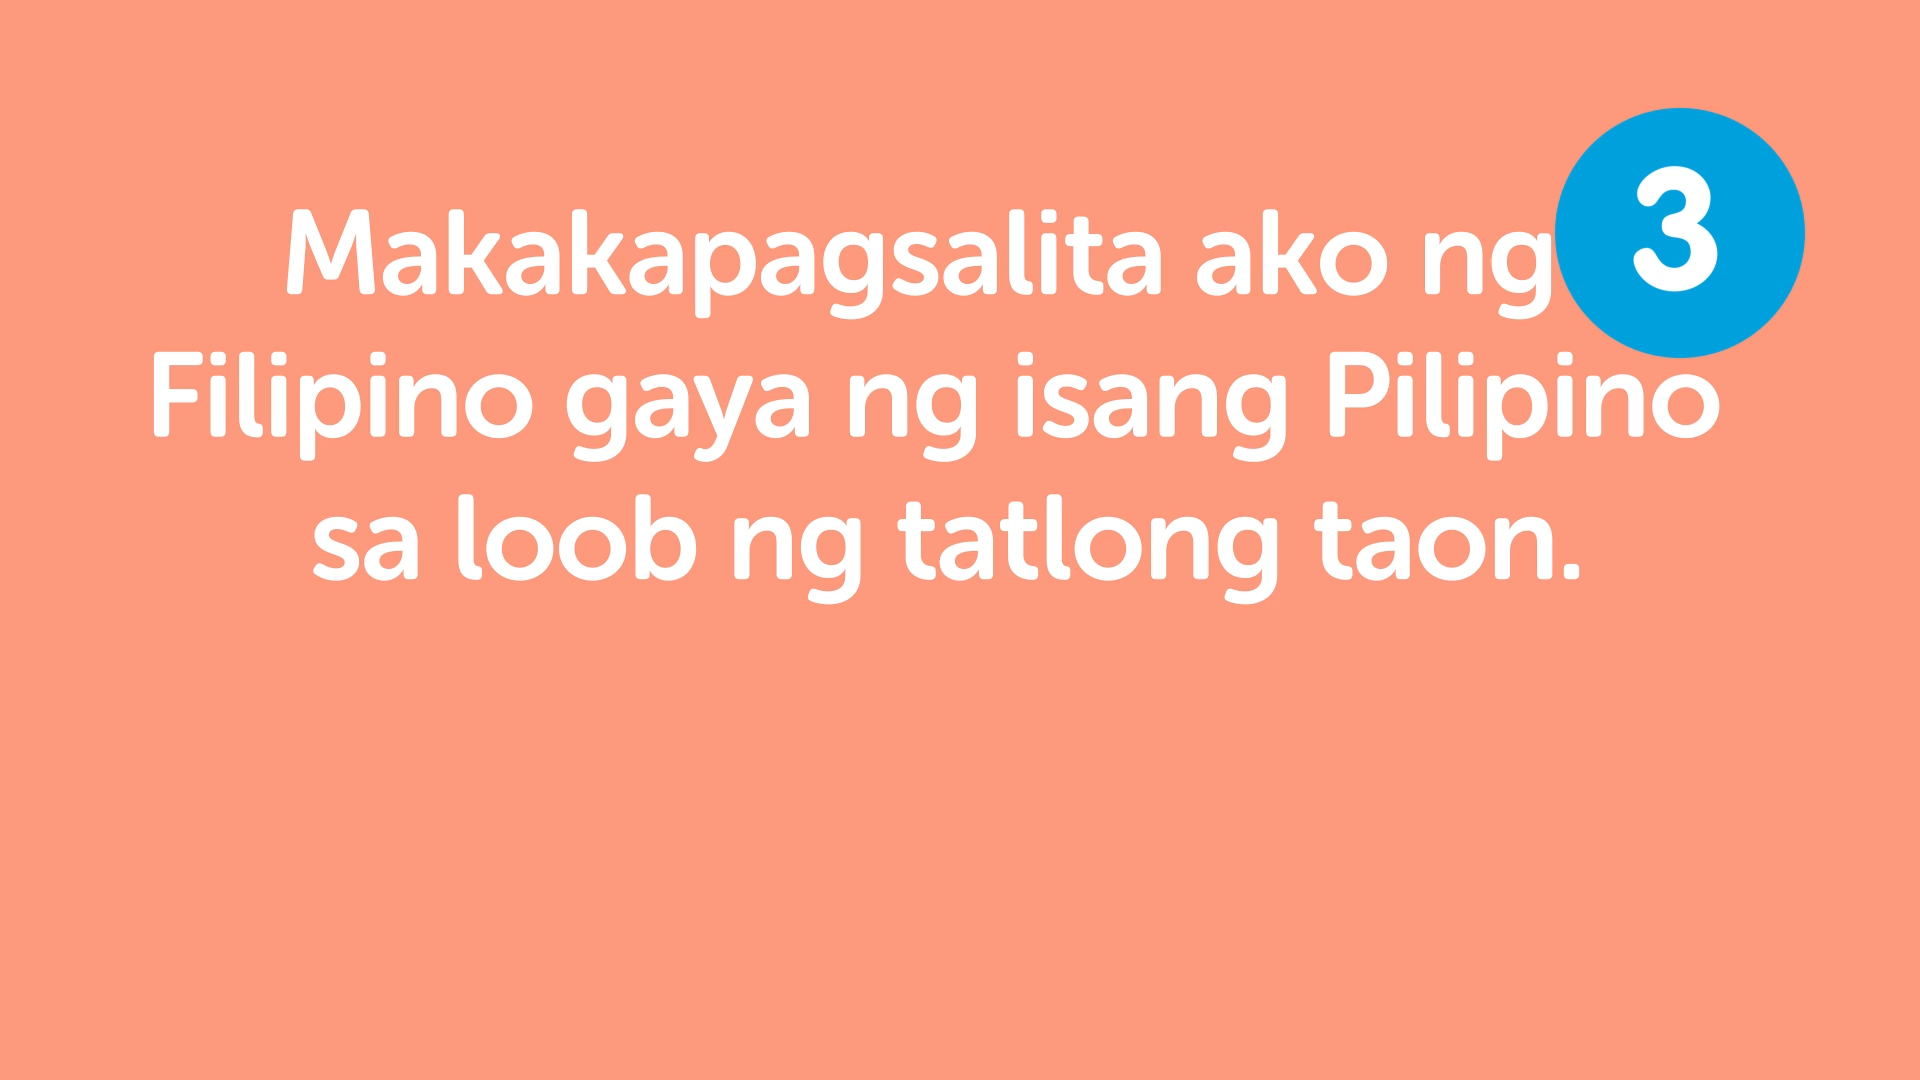 3
Makakapagsalita ako ng
Filipino gaya ng isang Pilipino
sa loob ng tatlong taon.